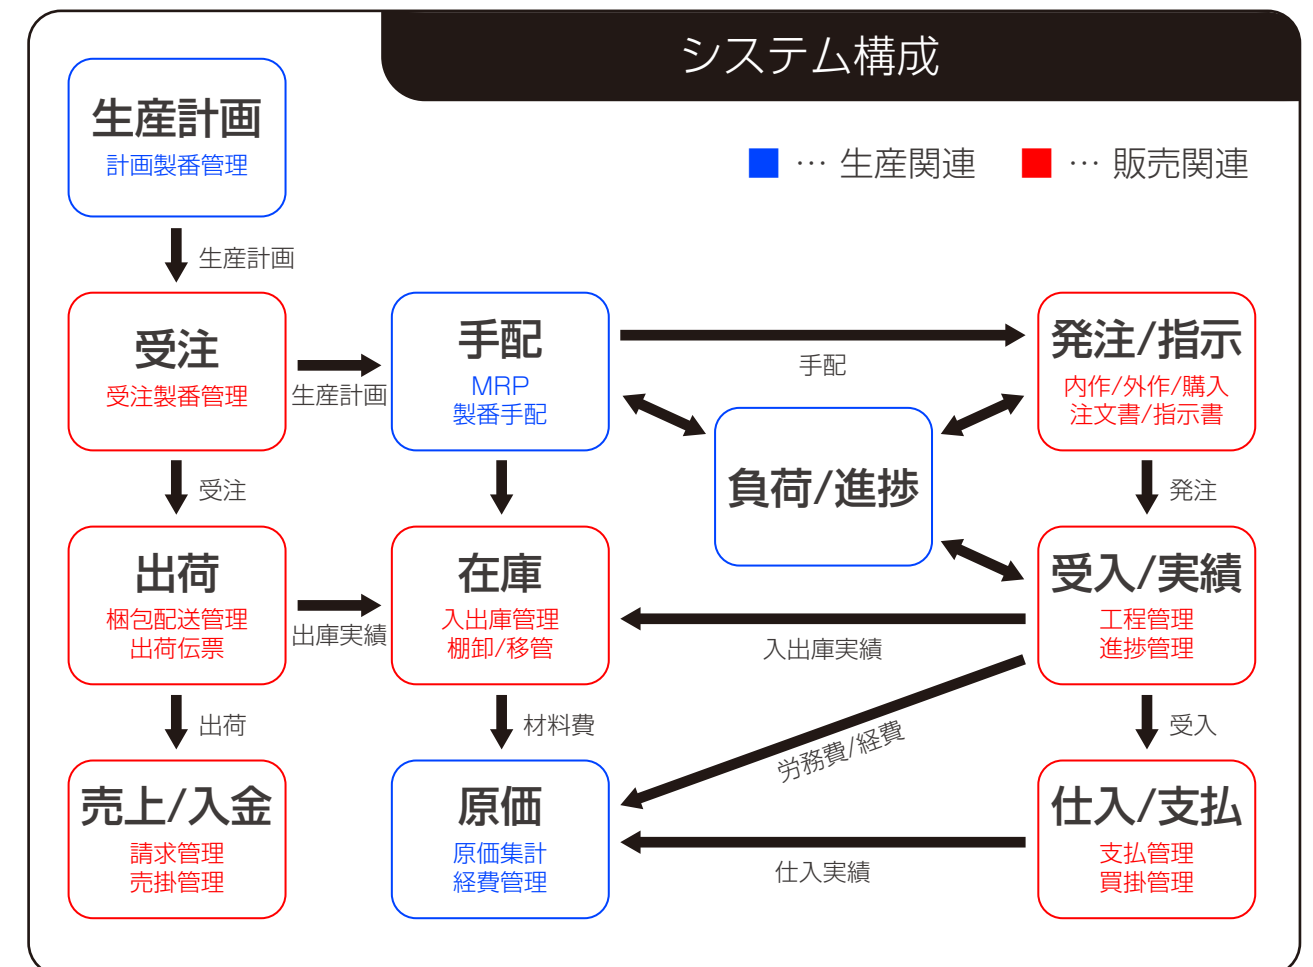 システム構成
■ … 生産関連 ■ … 販売関連
生産計画
計画製番管理
生産計画
受注
受注製番管理
生産計画
手配
MRP
製番手配
手配
発注/指示
内作/外作/購入
注文書/指示書
負荷/進捗
受注
発注
出荷
梱包配送管理
出荷伝票
出庫実績
在庫
入出庫管理
棚卸/移管
入出庫実績
受入/実績
工程管理
進捗管理
出荷
材料費
労務費/経費
受入
売上/入金
請求管理
売掛管理
原価
原価集計
経費管理
仕入実績
仕入/支払
支払管理
買掛管理